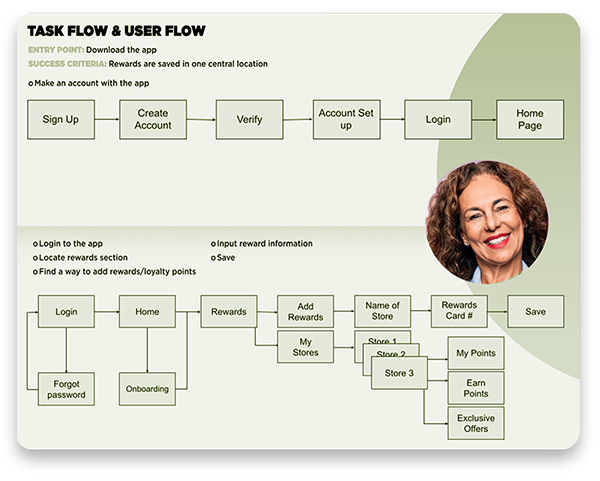 TASK FLOW & USER FLOW
ENTRY POINT: Download the app
SUCCESS CRITERIA: Rewards are saved in one central location
o Make an account with the app
Sign Up
Create
Account
Verify
Account Set
up
Login
Home
Page
o Login to the app
o Locate rewards section
o Find a way to add rewards/loyalty points
o Input reward information
o Save
Login
Home
Rewards
Add
Rewards
Name of
Store
Rewards
Card #
Save
My
Stores
Store 1
Store 2
Store 3
My Points
Earn
Points
Exclusive
Offers
Forgot
password
Onboarding